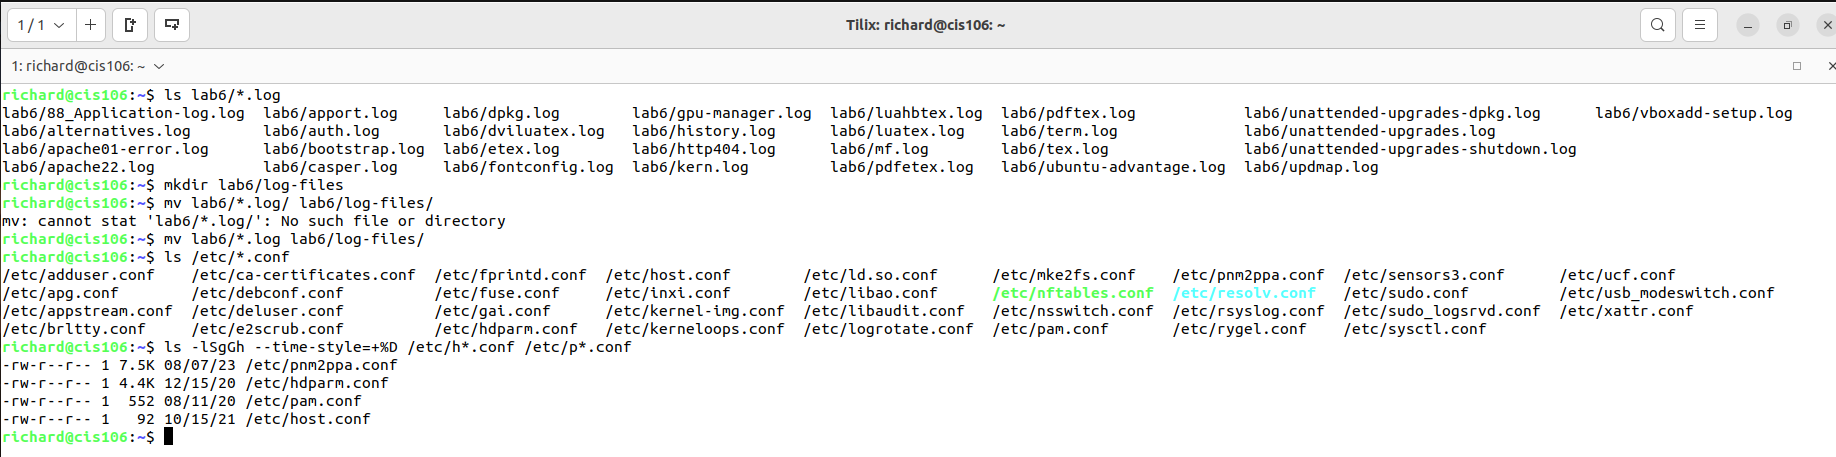 1 / 1
Tilix: richard@cis106: ~
1: richard@cis106: ~
richard@cis106:~$ ls lab6/*.log
lab6/88_Application-log.log  lab6/apport.log     lab6/dpkg.log        lab6/gpu-manager.log  lab6/luahbtex.log  lab6/pdftex.log            lab6/unattended-upgrades-dpkg.log      lab6/vboxadd-setup.log
lab6/alternatives.log        lab6/auth.log       lab6/dviluatex.log   lab6/history.log      lab6/luatex.log    lab6/term.log              lab6/unattended-upgrades.log
lab6/apache01-error.log      lab6/bootstrap.log  lab6/etex.log        lab6/http404.log      lab6/mf.log        lab6/tex.log               lab6/unattended-upgrades-shutdown.log
lab6/apache22.log            lab6/casper.log     lab6/fontconfig.log  lab6/kern.log         lab6/pdfetex.log   lab6/ubuntu-advantage.log  lab6/updmap.log
richard@cis106:~$ mkdir lab6/log-files
richard@cis106:~$ mv lab6/*.log/ lab6/log-files/
mv: cannot stat 'lab6/*.log/': No such file or directory
richard@cis106:~$ mv lab6/*.log lab6/log-files/
richard@cis106:~$ ls /etc/*.conf
/etc/adduser.conf    /etc/ca-certificates.conf  /etc/fprintd.conf  /etc/host.conf        /etc/ld.so.conf      /etc/mke2fs.conf    /etc/pnm2ppa.conf  /etc/sensors3.conf      /etc/ucf.conf
/etc/apg.conf        /etc/debconf.conf          /etc/fuse.conf     /etc/inxi.conf        /etc/libao.conf      /etc/nftables.conf  /etc/resolv.conf   /etc/sudo.conf          /etc/usb_modeswitch.conf
/etc/appstream.conf  /etc/deluser.conf          /etc/gai.conf      /etc/kernel-img.conf  /etc/libaudit.conf   /etc/nsswitch.conf  /etc/rsyslog.conf  /etc/sudo_logsrvd.conf  /etc/xattr.conf
/etc/brltty.conf     /etc/e2scrub.conf          /etc/hdparm.conf   /etc/kerneloops.conf  /etc/logrotate.conf  /etc/pam.conf       /etc/rygel.conf    /etc/sysctl.conf
richard@cis106:~$ ls -lSgGh --time-style=+%D /etc/h*.conf /etc/p*.conf
-rw-r--r-- 1 7.5K 08/07/23 /etc/pnm2ppa.conf
-rw-r--r-- 1 4.4K 12/15/20 /etc/hdparm.conf
-rw-r--r-- 1  552 08/11/20 /etc/pam.conf
-rw-r--r-- 1   92 10/15/21 /etc/host.conf
richard@cis106:~$